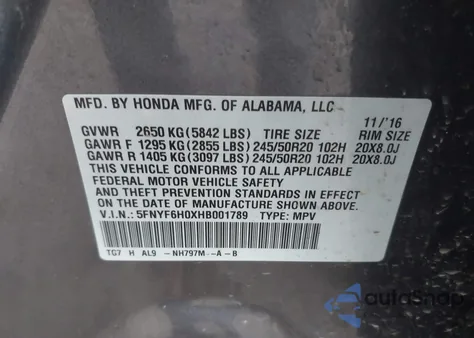 MFD. BY HONDA MFG. OF ALABAMA, LLC 11/'16
GVWR 2650 KG (5842 LBS) TIRE SIZE RIM SIZE
GAWR F 1295 KG (2855 LBS) 245/50R20 102H 20X8.0J
GAWR R 1405 KG (3097 LBS) 245/50R20 102H 20X8.0J
THIS VEHICLE CONFORMS TO ALL APPLICABLE
FEDERAL MOTOR VEHICLE SAFETY
AND THEFT PREVENTION STANDARDS IN EFFECT
ON THE DATE OF MANUFACTURE SHOWN ABOVE.
V.I.N.: 5FNYF6H0XHB001789 TYPE: MPV
TG7 H AL9 -NH797M--A-B
AutoSnap